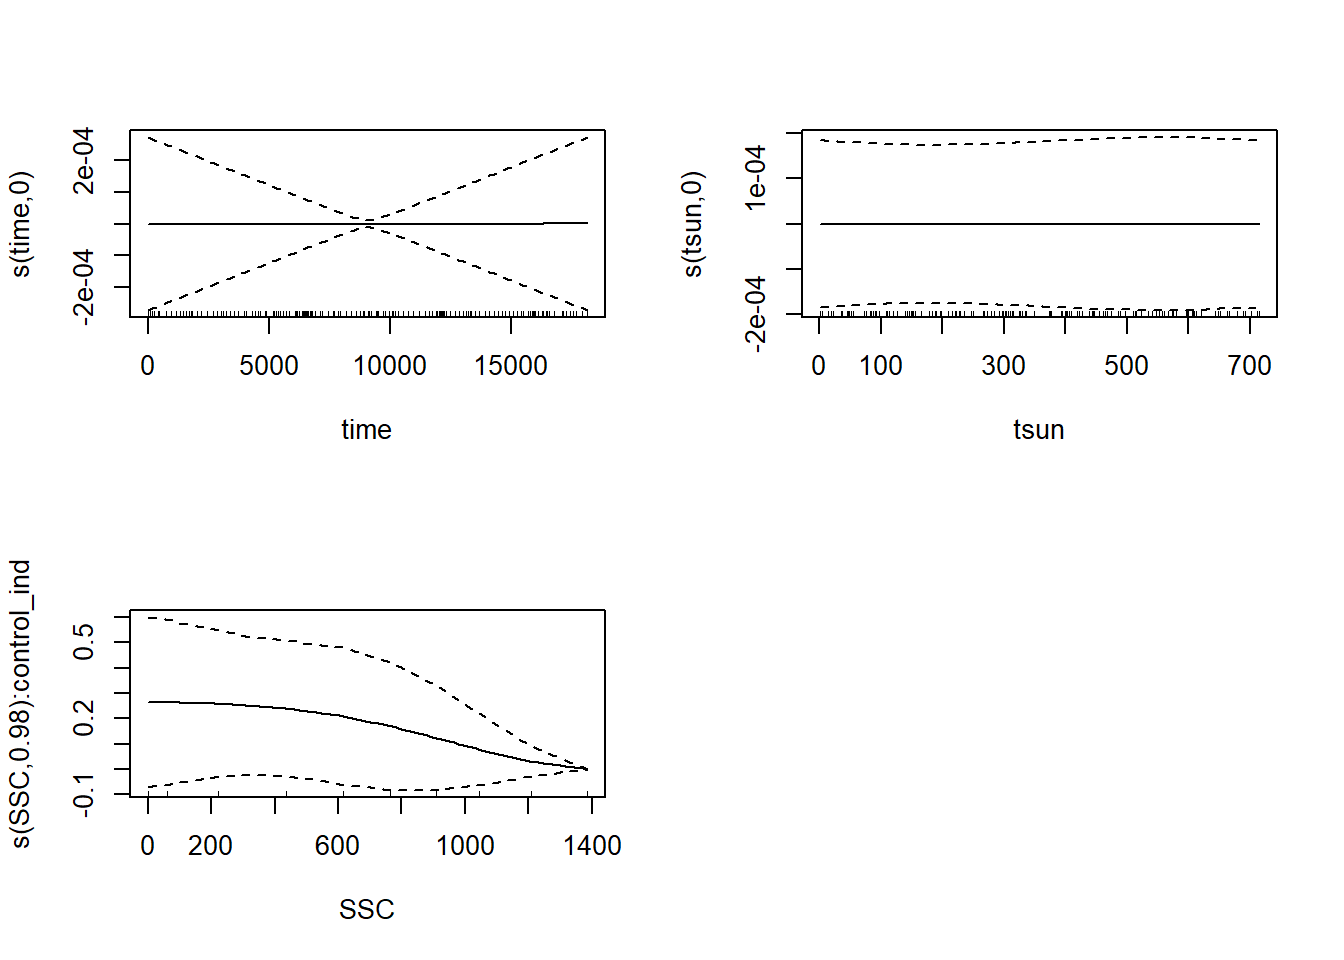 s(time,0)
2e-04
-2e-04
0 5000 10000 15000
time
s(tsun,0)
1e-04
-2e-04
0 100 300 500 700
tsun
s(SSC,0.98):control_ind
0.5
0.2
-0.1
0 200 600 1000 1400
SSC